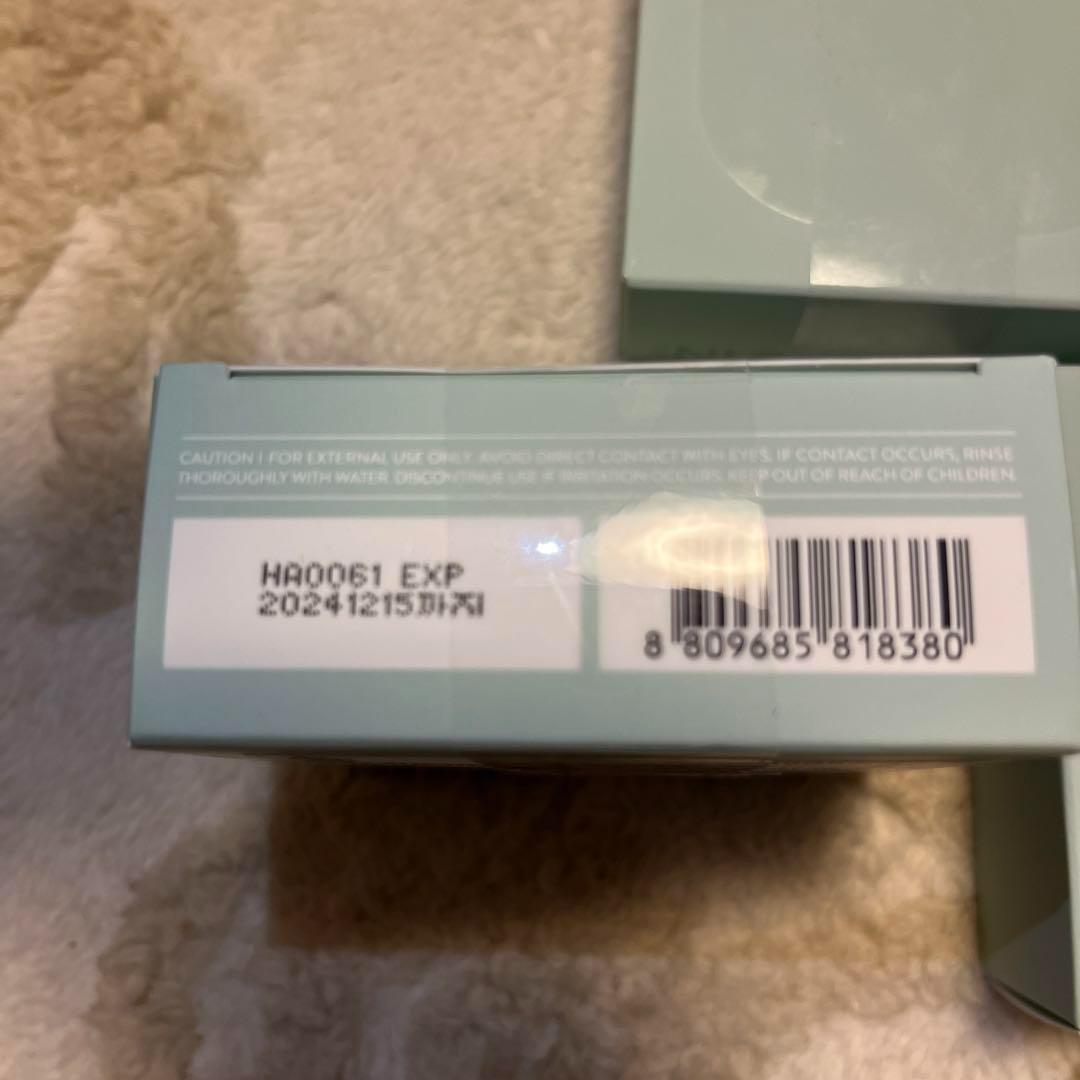 CAUTION | FOR EXTERNAL USE ONLY. AVOID DIRECT CONTACT WITH EYES. IF CONTACT OCCURS, RINSE
THOROUGHLY WITH WATER. DISCONTINUE USE IF IRRITATION OCCURS. KEEP OUT OF REACH OF CHILDREN.
HA0061 EXP
20241215까지
8 809685 818380